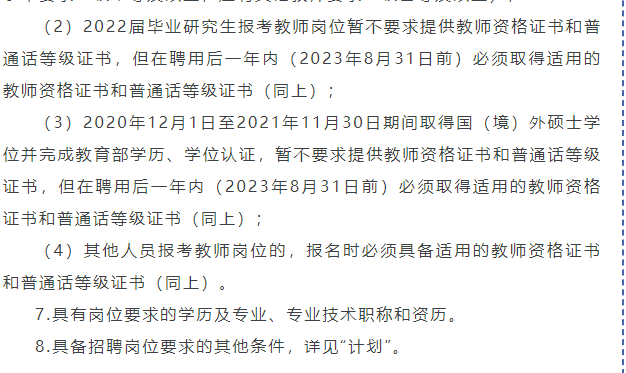 （2）2022届毕业研究生报考教师岗位暂不要求提供教师资格证书和普
通话等级证书，但在聘用后一年内（2023年8月31日前）必须取得适用的
教师资格证书和普通话等级证书（同上）；
（3）2020年12月1日至2021年11月30日期间取得国（境）外硕士学
位并完成教育部学历、学位认证，暂不要求提供教师资格证书和普通话等级
证书，但在聘用后一年内（2023年8月31日前）必须取得适用的教师资格
证书和普通话等级证书（同上）；
（4）其他人员报考教师岗位的，报名时必须具备适用的教师资格证书
和普通话等级证书（同上）。
7.具有岗位要求的学历及专业、专业技术职称和资历。
8.具备招聘岗位要求的其他条件，详见“计划”。